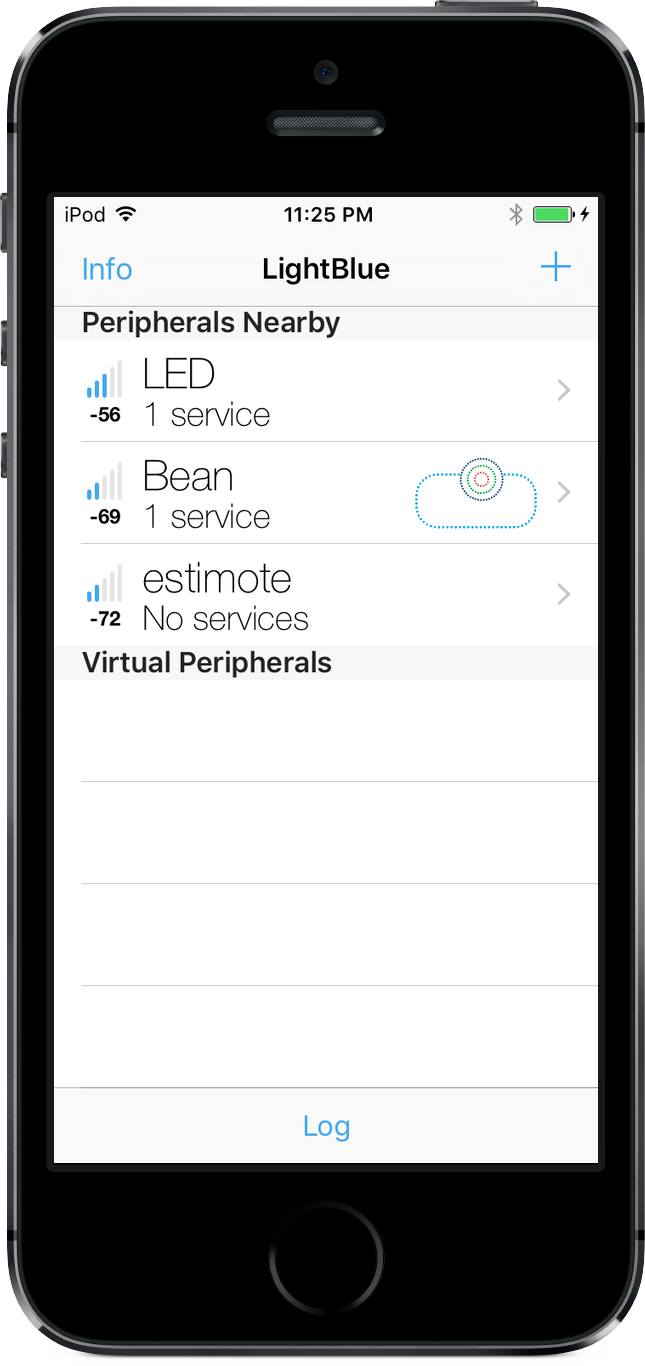 iPod 11:25 PM
Info LightBlue +
Peripherals Nearby
LED
-56 1 service
Bean
-69 1 service
estimote
-72 No services
Virtual Peripherals
Log